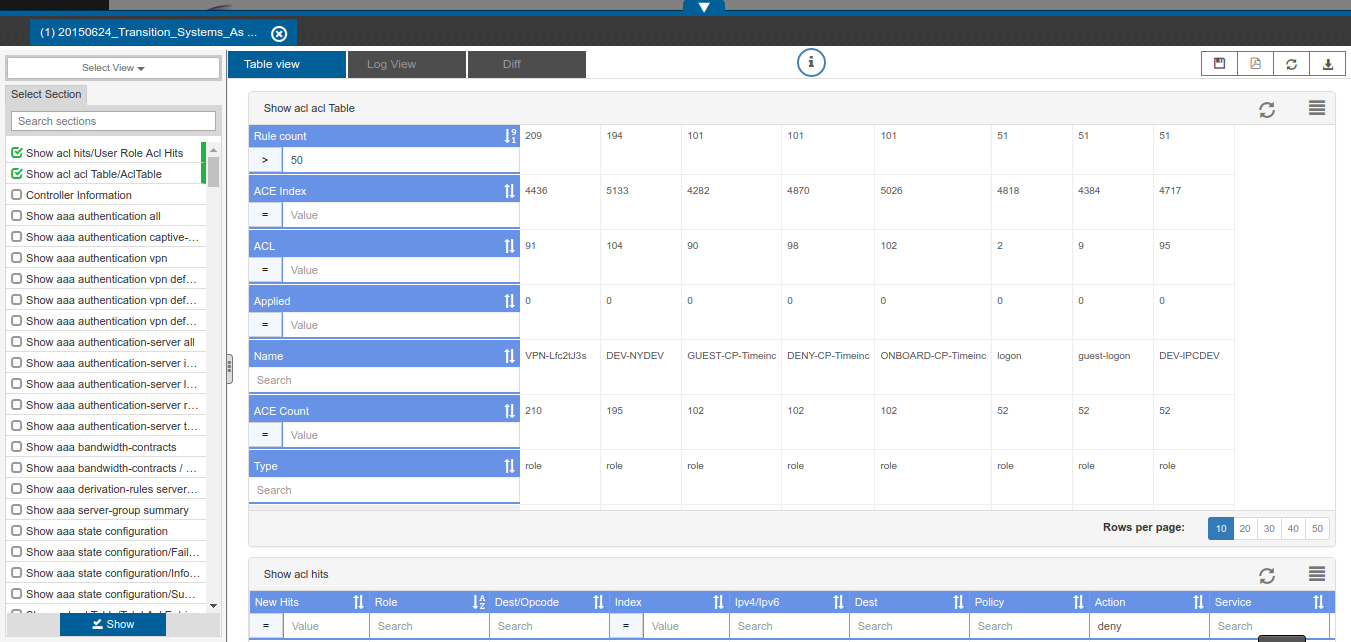 (1) 20150624_Transition_Systems_As ...
Select View
Select Section
Search sections
Show acl hits/User Role Acl Hits
Show acl acl Table/AclTable
Controller Information
Show aaa authentication all
Show aaa authentication captive-...
Show aaa authentication vpn
Show aaa authentication vpn def...
Show aaa authentication vpn def...
Show aaa authentication vpn def...
Show aaa authentication-server all
Show aaa authentication-server i...
Show aaa authentication-server l...
Show aaa authentication-server r...
Show aaa authentication-server t...
Show aaa bandwidth-contracts
Show aaa bandwidth-contracts / ...
Show aaa derivation-rules server...
Show aaa server-group summary
Show aaa state configuration
Show aaa state configuration/Fail...
Show aaa state configuration/Info...
Show aaa state configuration/Su...
Show
Table view Log View Diff
Show acl acl Table
Rule count 209 194 101 101 101 51 51 51
> 50
ACE Index 4436 5133 4282 4870 5026 4818 4384 4717
= Value
ACL 91 104 90 98 102 2 9 95
= Value
Applied 0 0 0 0 0 0 0 0
= Value
Name VPN-Lfc2tJ3s DEV-NYDEV GUEST-CP-Timeinc DENY-CP-Timeinc ONBOARD-CP-Timeinc logon guest-logon DEV-IPCDEV
Search
ACE Count 210 195 102 102 102 52 52 52
= Value
Type role role role role role role role role
Search
Rows per page: 10 20 30 40 50
Show acl hits
New Hits Role Dest/Opcode Index Ipv4/Ipv6 Dest Policy Action Service
= Value Search Search = Value Search Search Search deny Search